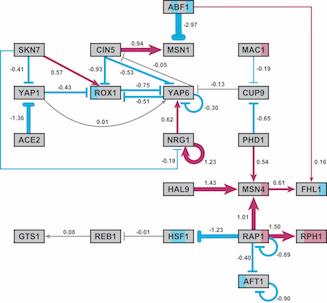 ABF1
-2.97
SKN7
CIN5
0.94
MSN1
MAC1
-0.41
0.57
-0.93
-0.53
-0.05
-0.19
YAP1
-0.43
ROX1
-0.75
-0.51
YAP6
-0.13
CUP9
-0.30
-1.36
0.01
0.62
-0.65
ACE2
NRG1
1.23
PHD1
-0.19
0.54
0.16
HAL9
1.43
MSN4
0.61
FHL1
1.01
GTS1
0.08
REB1
-0.01
HSF1
-1.23
RAP1
1.50
RPH1
-0.89
-0.40
AFT1
-0.90